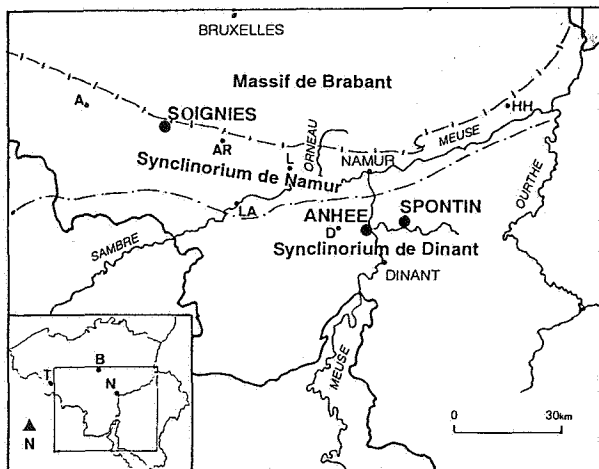 BRUXELLES
Massif de Brabant
A
SOIGNIES
HH
AR
ORNEAU
MEUSE
L
NAMUR
Synclinorium de Namur
OURTHE
LA
ANHEE
SPONTIN
D
SAMBRE
Synclinorium de Dinant
DINANT
MEUSE
B
T
N
N
0 30km